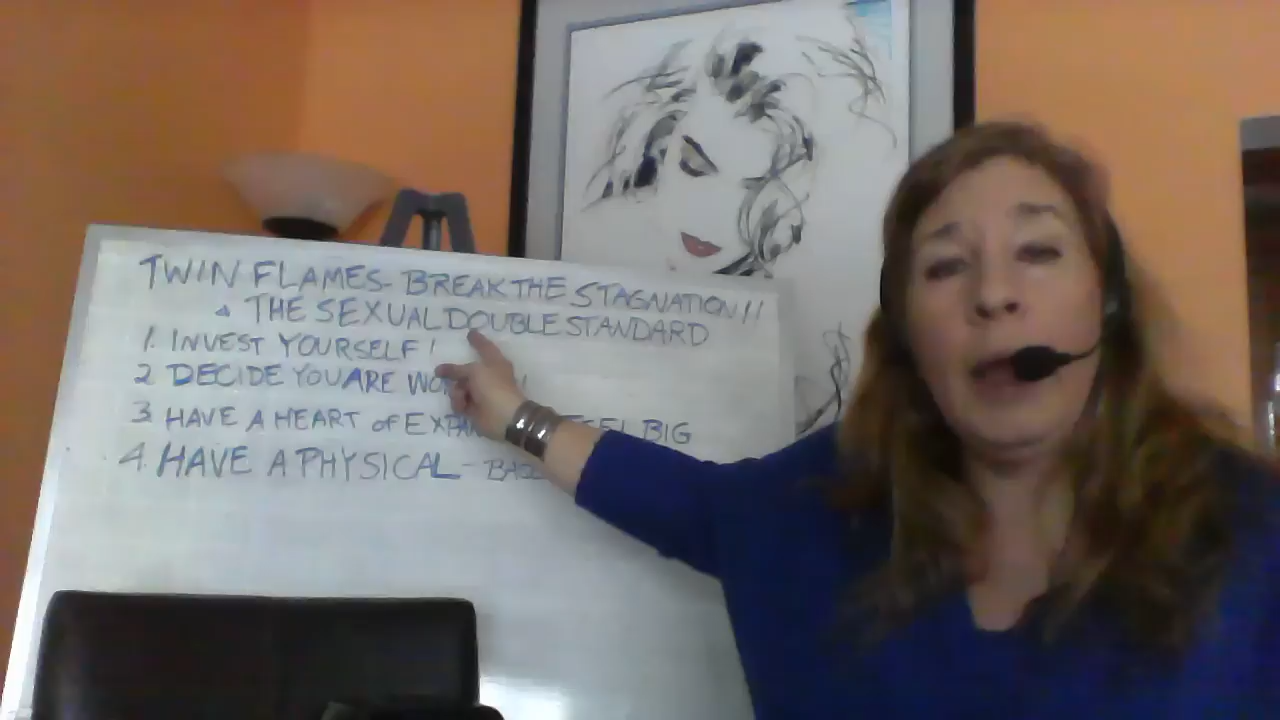 TWIN FLAMES - BREAK THE STAGNATION!!
& THE SEXUAL DOUBLE STANDARD
1. INVEST YOURSELF!
2 DECIDE YOU ARE
3. HAVE A HEART OF BIG
4. HAVE A PHYSICAL -